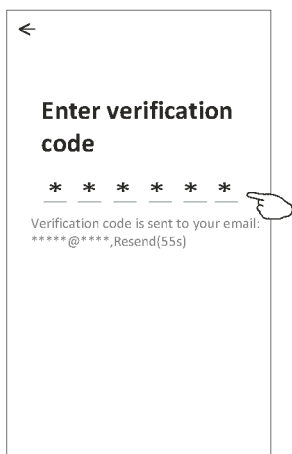 Enter verification
code
* * * * * *
Verification code is sent to your email:
*****@****,Resend(55s)